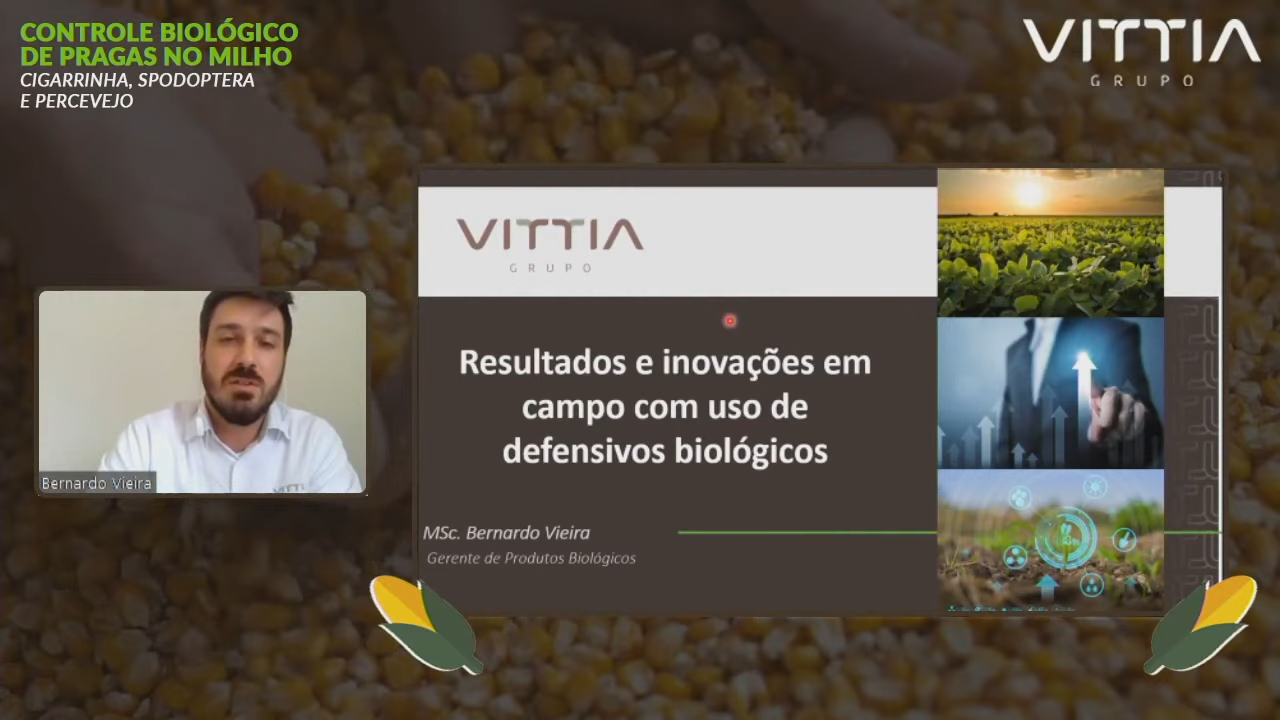 CONTROLE BIOLÓGICO
DE PRAGAS NO MILHO
CIGARRINHA, SPODOPTERA
E PERCEVEJO
VITTIA
GRUPO
VITTIA
GRUPO
Resultados e inovações em
campo com uso de
defensivos biológicos
MSc. Bernardo Vieira
Gerente de Produtos Biológicos
Bernardo Vieira